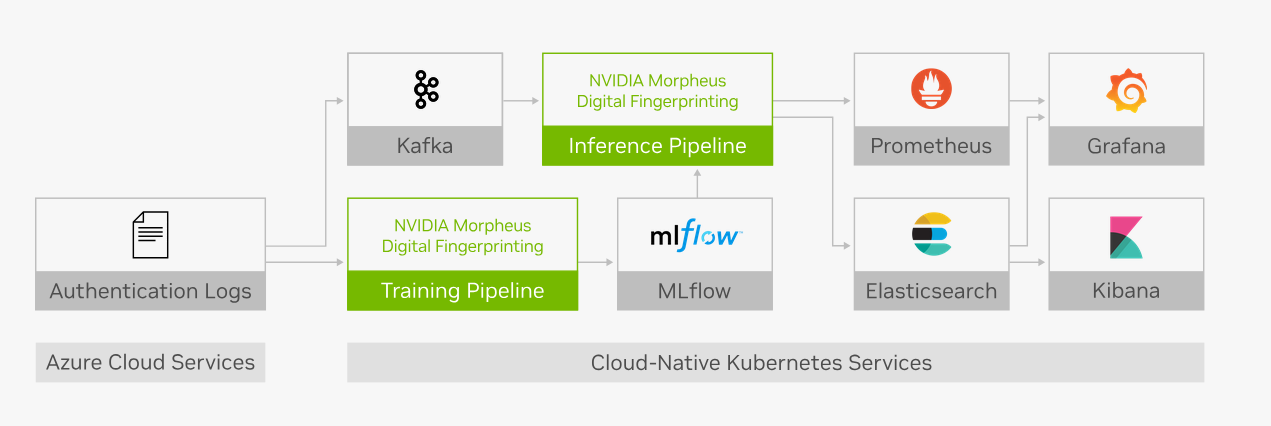 NVIDIA Morpheus
Digital Fingerprinting
Kafka
Inference Pipeline
Prometheus
Grafana
NVIDIA Morpheus
Digital Fingerprinting
mlflow™
Authentication Logs
Training Pipeline
MLflow
Elasticsearch
Kibana
Azure Cloud Services
Cloud-Native Kubernetes Services